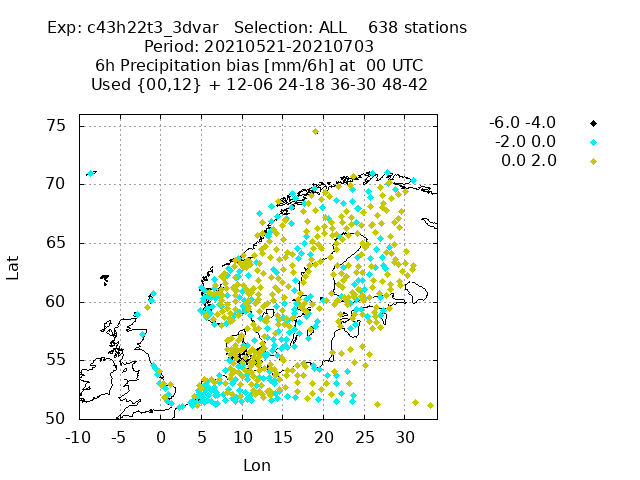 Exp: c43h22t3_3dvar   Selection: ALL    638 stations
Period: 20210521-20210703
6h Precipitation bias [mm/6h] at  00 UTC
Used {00,12} + 12-06 24-18 36-30 48-42
-6.0 -4.0
-2.0 0.0
0.0 2.0
75
70
65
60
55
50
Lat
-10 -5 0 5 10 15 20 25 30
Lon